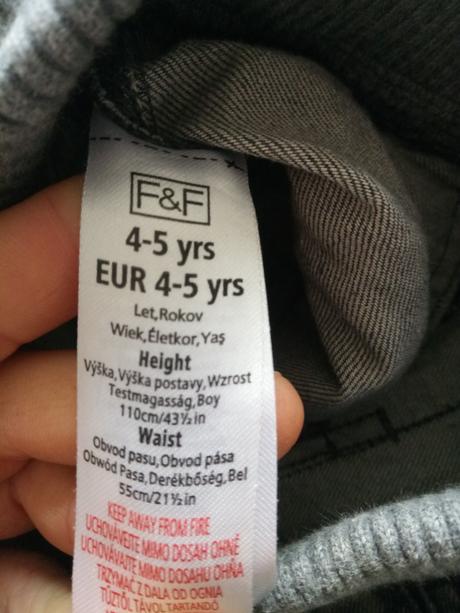 F&F
4-5 yrs
EUR 4-5 yrs
Let,Rokov
Wiek,Életkor,Yaş
Height
Výška,Výška postavy,Wzrost
Testmagasság,Boy
110cm/43½in
Waist
Obvod pasu,Obvod pása
Obwód Pasa,Derékbőség,Bel
55cm/21½in
KEEP AWAY FROM FIRE
UCHOVÁVEJTE MIMO DOSAH OHNĚ
UCHOVÁVAJTE MIMO DOSAHU OHŇA
TRZYMAĆ Z DALA OD OGNIA
TŰZTŐL TÁVOL TARTANDÓ